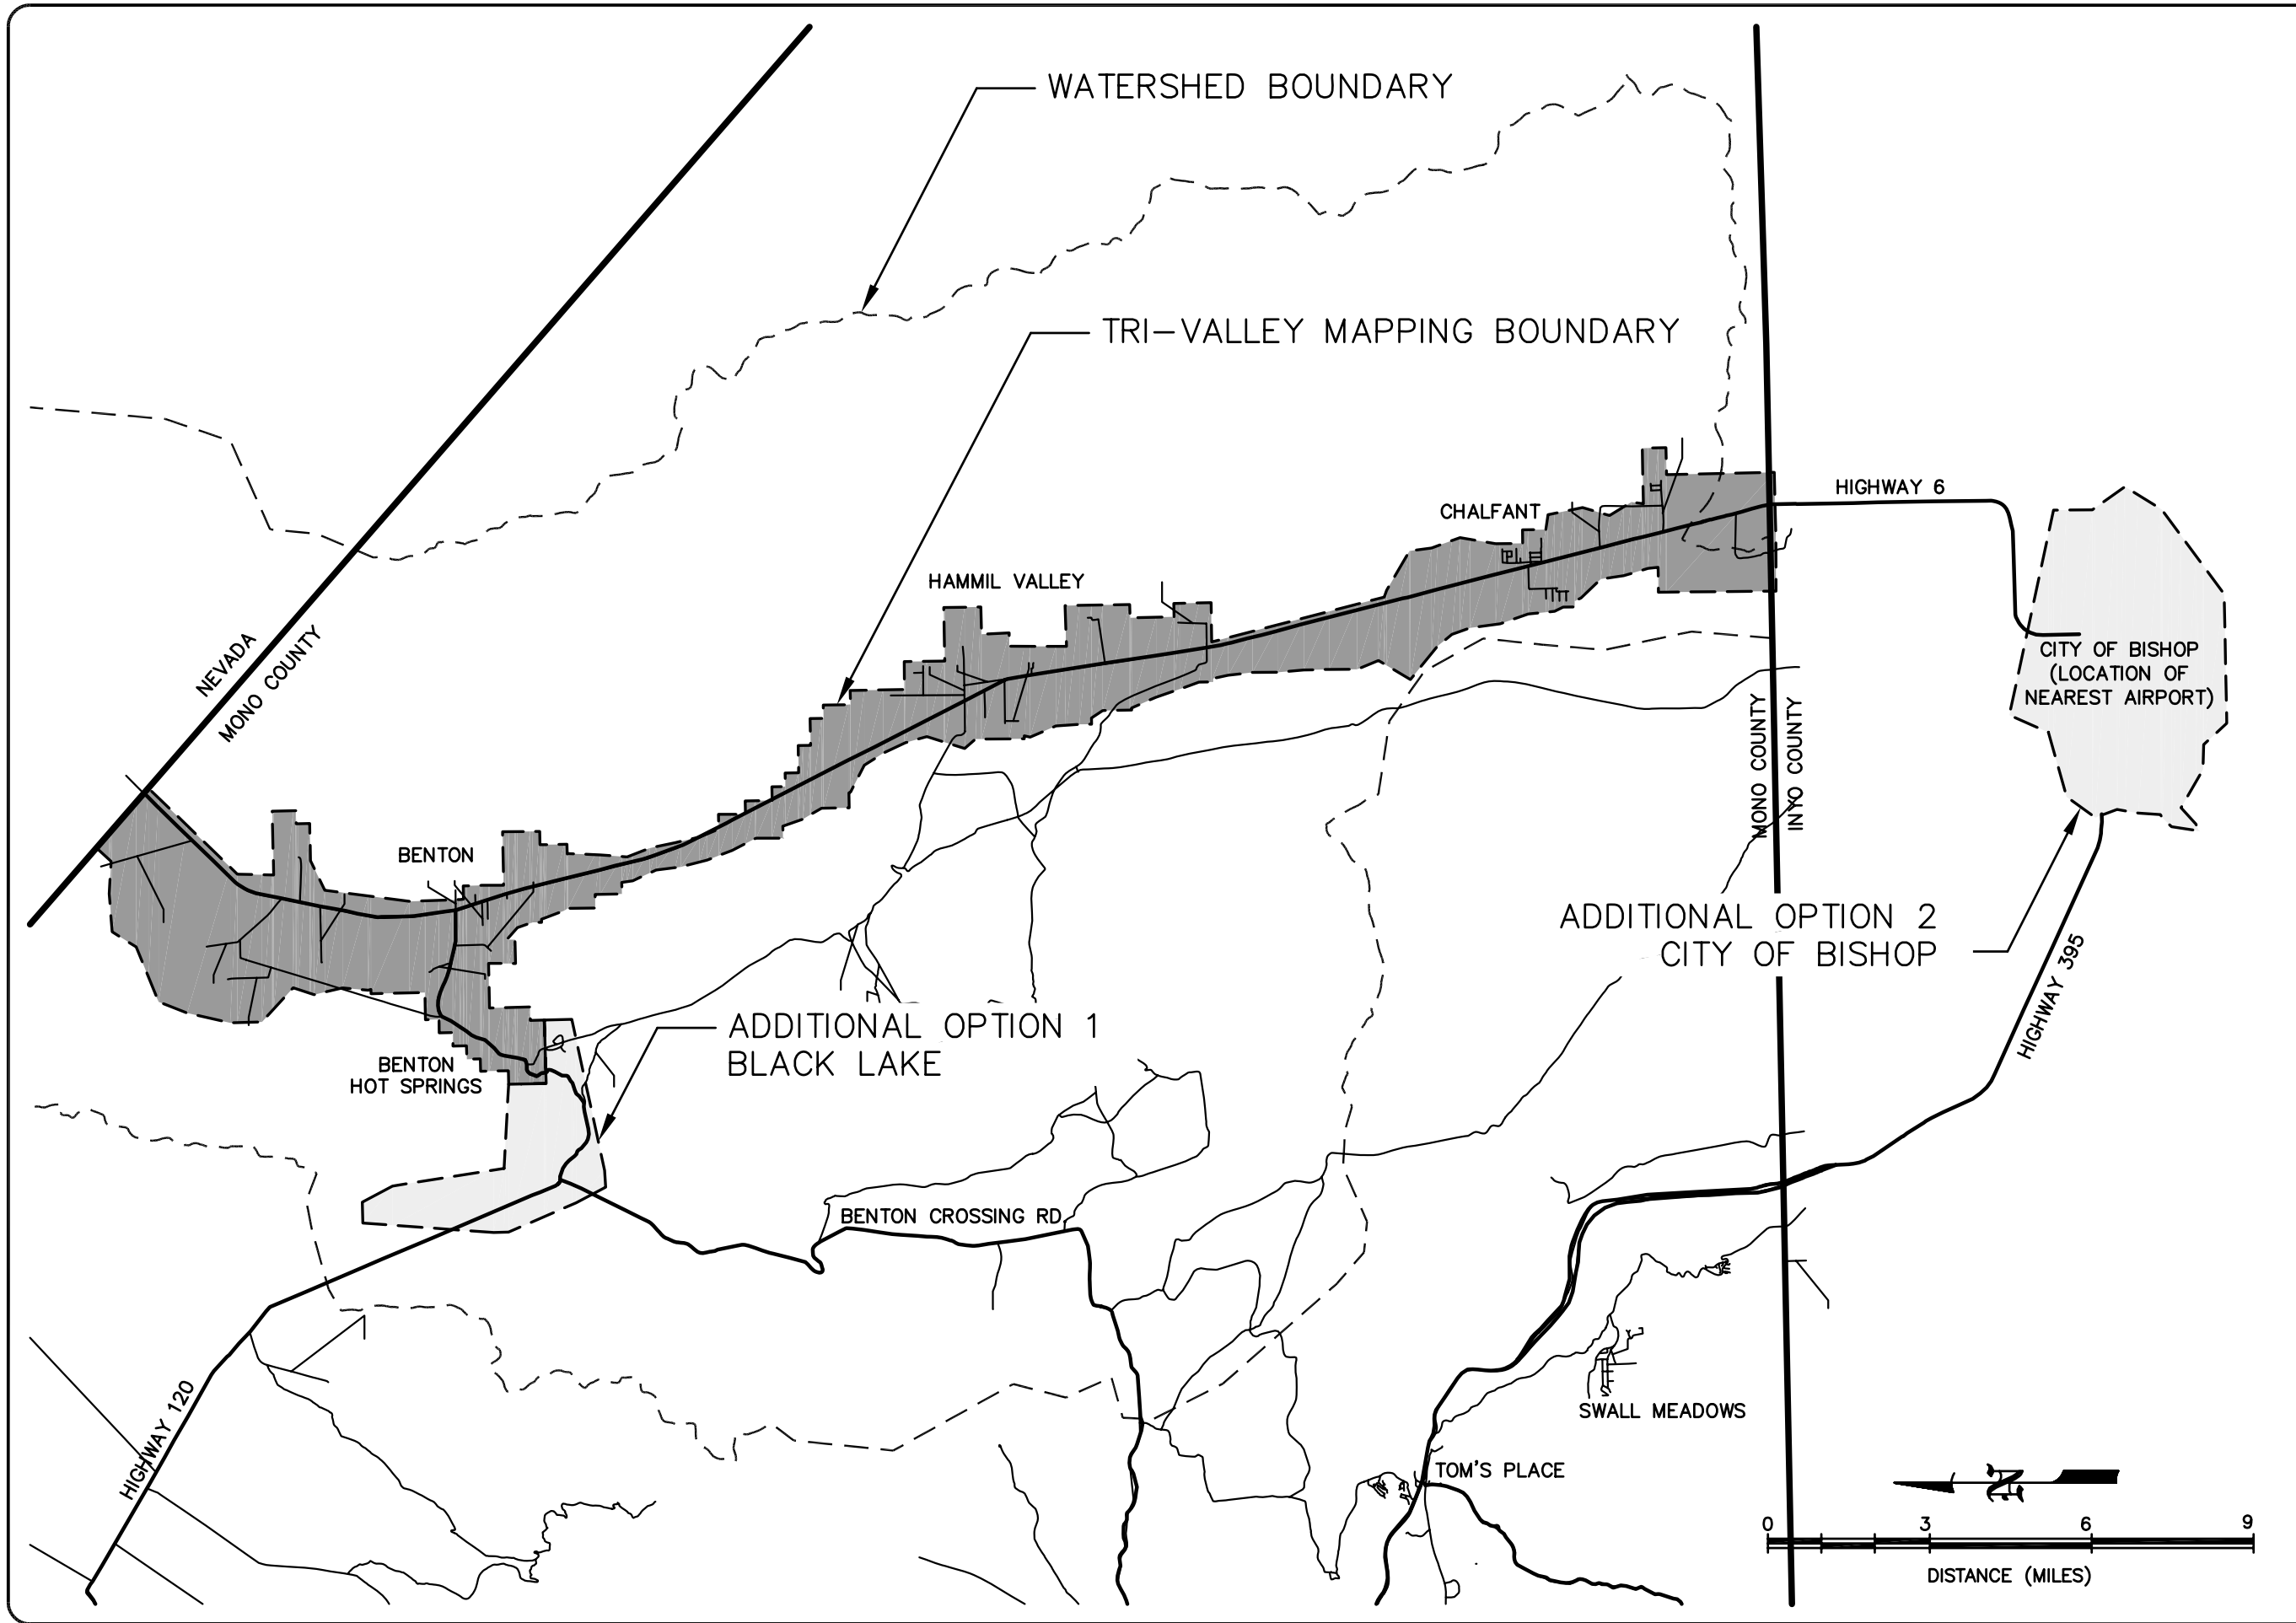 WATERSHED BOUNDARY
TRI-VALLEY MAPPING BOUNDARY
HIGHWAY 6
CHALFANT
HAMMIL VALLEY
NEVADA
MONO COUNTY
CITY OF BISHOP
(LOCATION OF
NEAREST AIRPORT)
MONO COUNTY
INYO COUNTY
BENTON
ADDITIONAL OPTION 2
CITY OF BISHOP
HIGHWAY 395
ADDITIONAL OPTION 1
BLACK LAKE
BENTON
HOT SPRINGS
BENTON CROSSING RD
HIGHWAY 120
SWALL MEADOWS
TOM'S PLACE
N
0 3 6 9
DISTANCE (MILES)